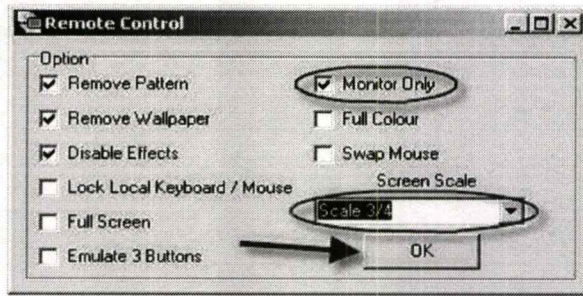 Remote Control
Option
Remove Pattern
Remove Wallpaper
Disable Effects
Lock Local Keyboard / Mouse
Full Screen
Emulate 3 Buttons
Monitor Only
Full Colour
Swap Mouse
Screen Scale
Scale 3/4
OK